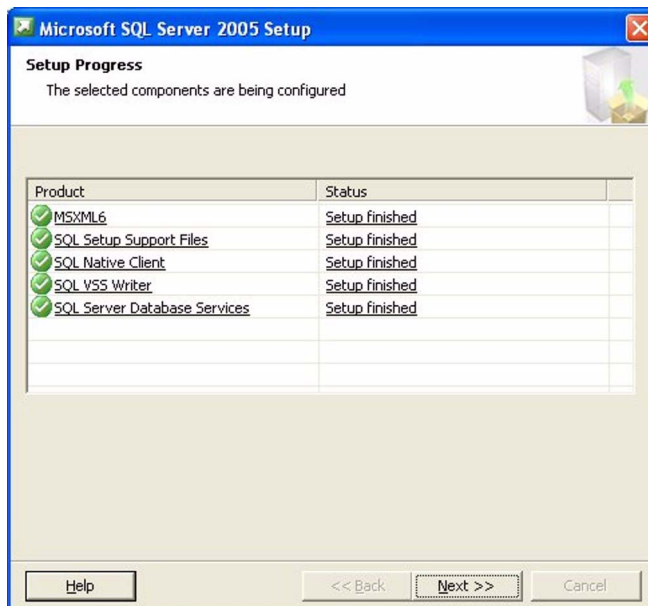 Microsoft SQL Server 2005 Setup
Setup Progress
The selected components are being configured
Product Status
MSXML6 Setup finished
SQL Setup Support Files Setup finished
SQL Native Client Setup finished
SQL VSS Writer Setup finished
SQL Server Database Services Setup finished
Help << Back Next >> Cancel